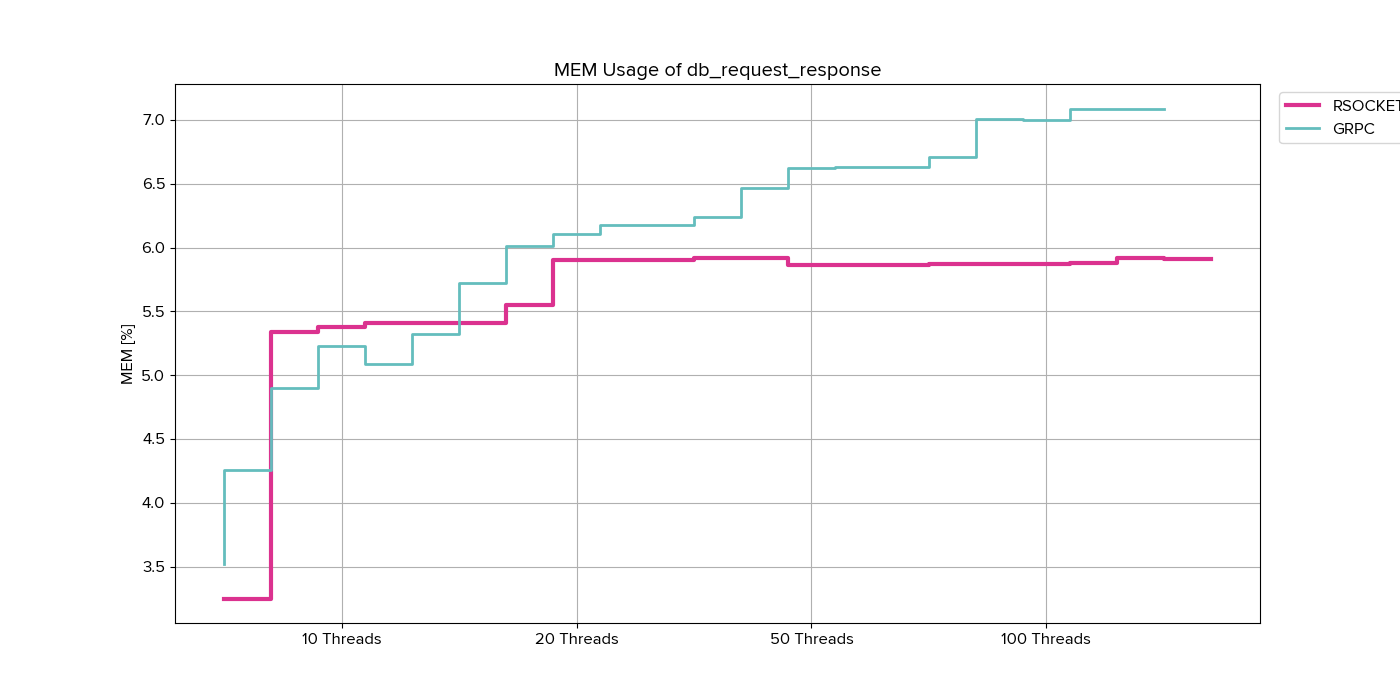 MEM Usage of db_request_response
RSOCKET
GRPC
MEM [%]
7.0
6.5
6.0
5.5
5.0
4.5
4.0
3.5
10 Threads
20 Threads
50 Threads
100 Threads